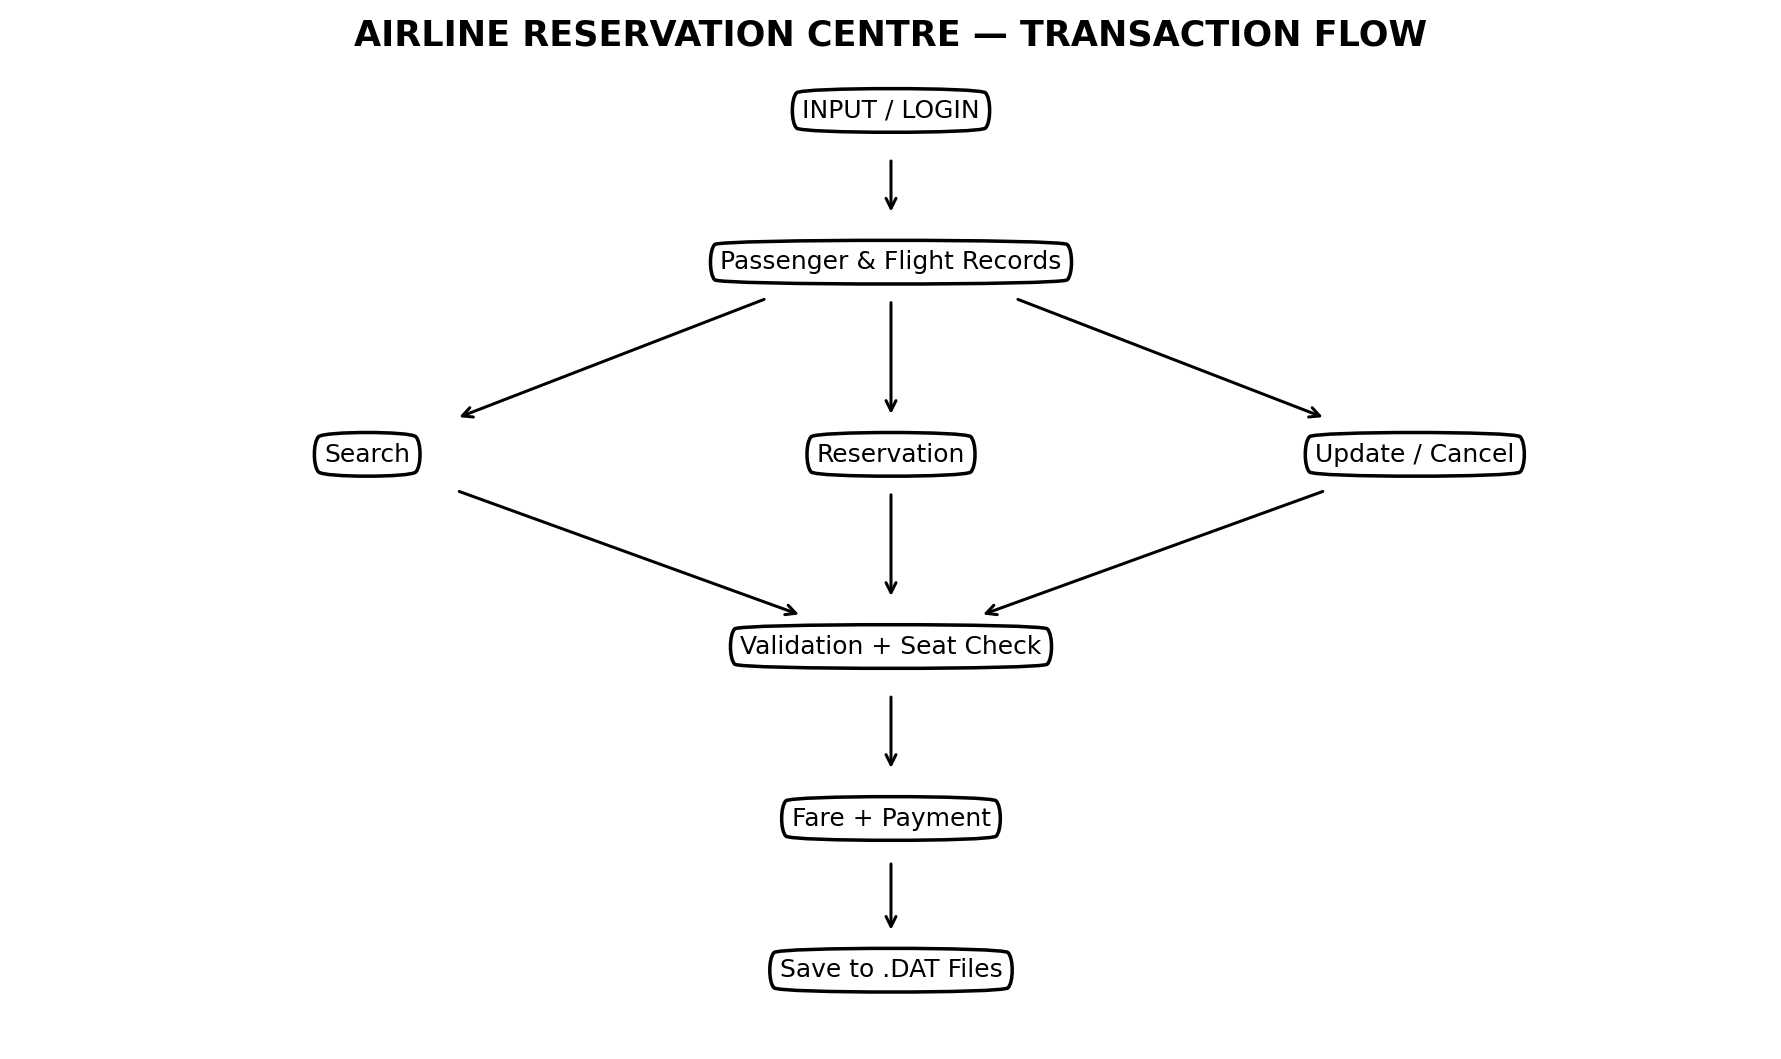 AIRLINE RESERVATION CENTRE — TRANSACTION FLOW
INPUT / LOGIN
Passenger & Flight Records
Search
Reservation
Update / Cancel
Validation + Seat Check
Fare + Payment
Save to .DAT Files